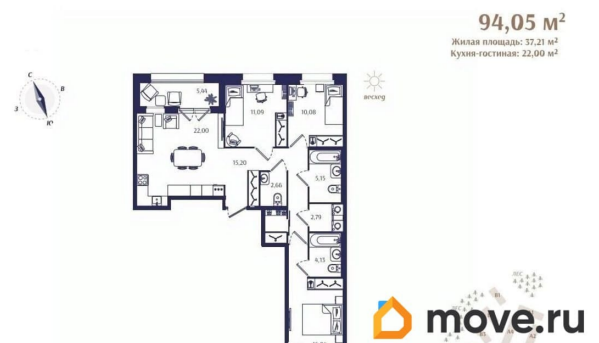 94,05 м²
Жилая площадь: 37,21 м²
Кухня-гостиная: 22,00 м²
С
В
З
Ю
восход
5.44
22.00
11.09
10.08
15.20
2.66
5.15
2.79
4.13
move.ru